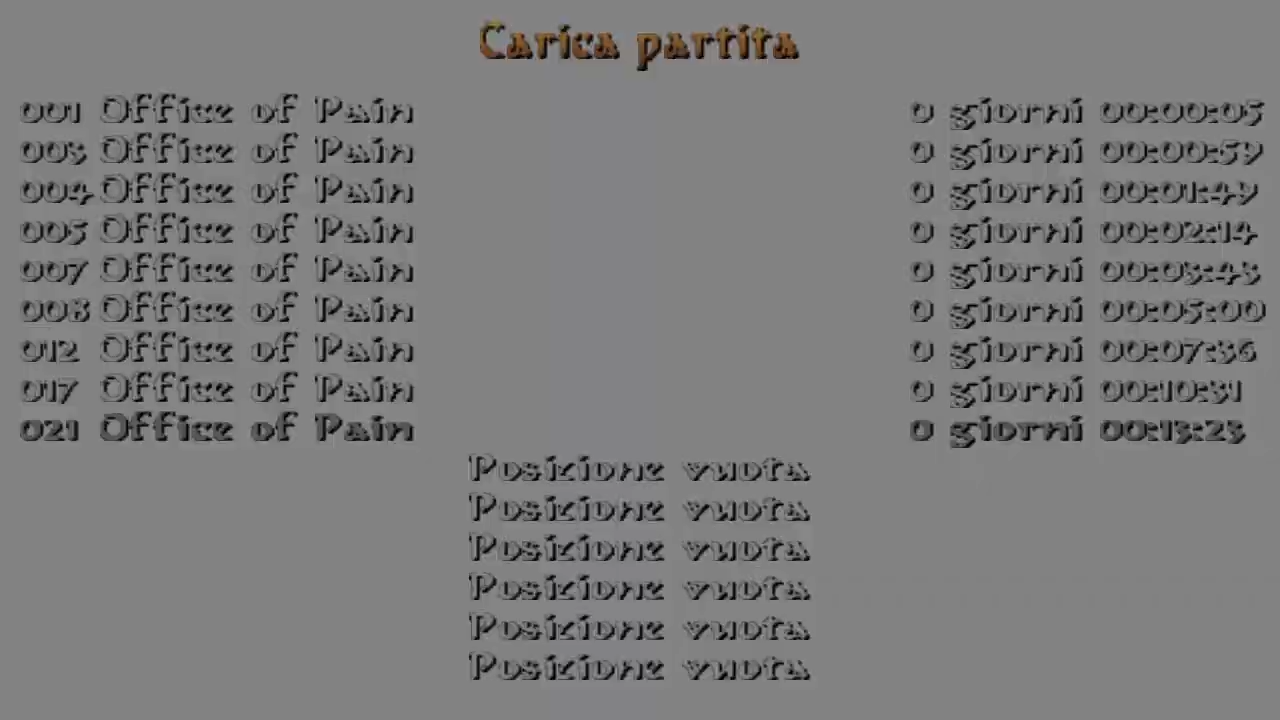 Carica partita
001 Office of Pain 0 giorni 00:00:05
003 Office of Pain 0 giorni 00:00:59
004 Office of Pain 0 giorni 00:01:49
005 Office of Pain 0 giorni 00:02:14
007 Office of Pain 0 giorni 00:03:43
008 Office of Pain 0 giorni 00:05:00
012 Office of Pain 0 giorni 00:07:36
017 Office of Pain 0 giorni 00:10:31
021 Office of Pain 0 giorni 00:13:23
Posizione vuota
Posizione vuota
Posizione vuota
Posizione vuota
Posizione vuota
Posizione vuota